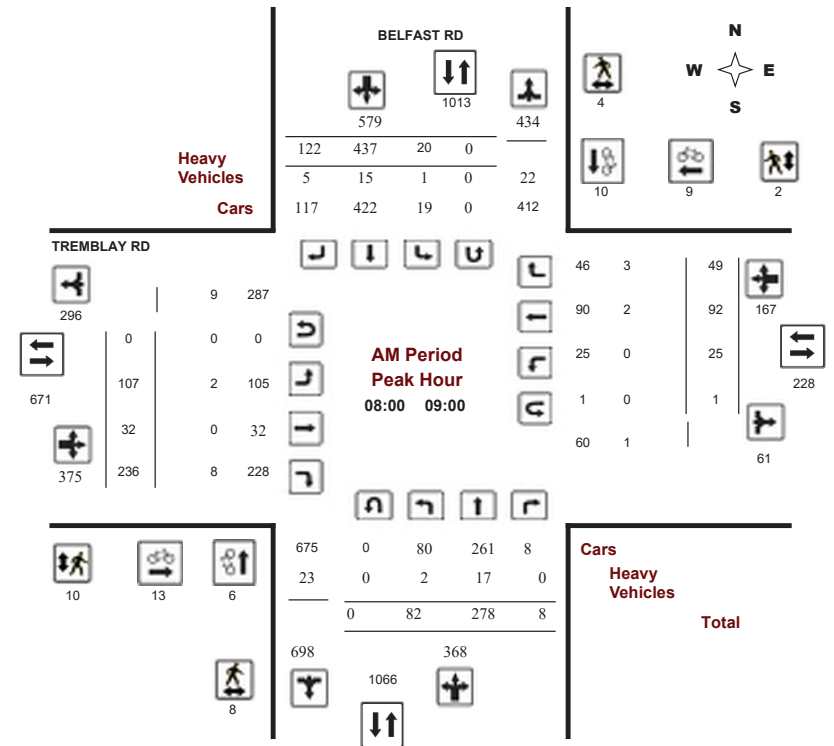 BELFAST RD
N
W E
S
1013
4
579
434
122 437 20 0
Heavy
Vehicles
5 15 1 0 22
10 9 2
Cars
117 422 19 0 412
TREMBLAY RD
46 3 49
9 287
296
90 2 92 167
0 0 0
AM Period
Peak Hour
08:00 09:00
25 0 25
107 2 105
671
228
1 0 1
32 0 32
60 1
61
375
236 8 228
675 0 80 261 8
Cars
23 0 2 17 0
Heavy
Vehicles
10 13 6
0 82 278 8
Total
698 368
1066
8